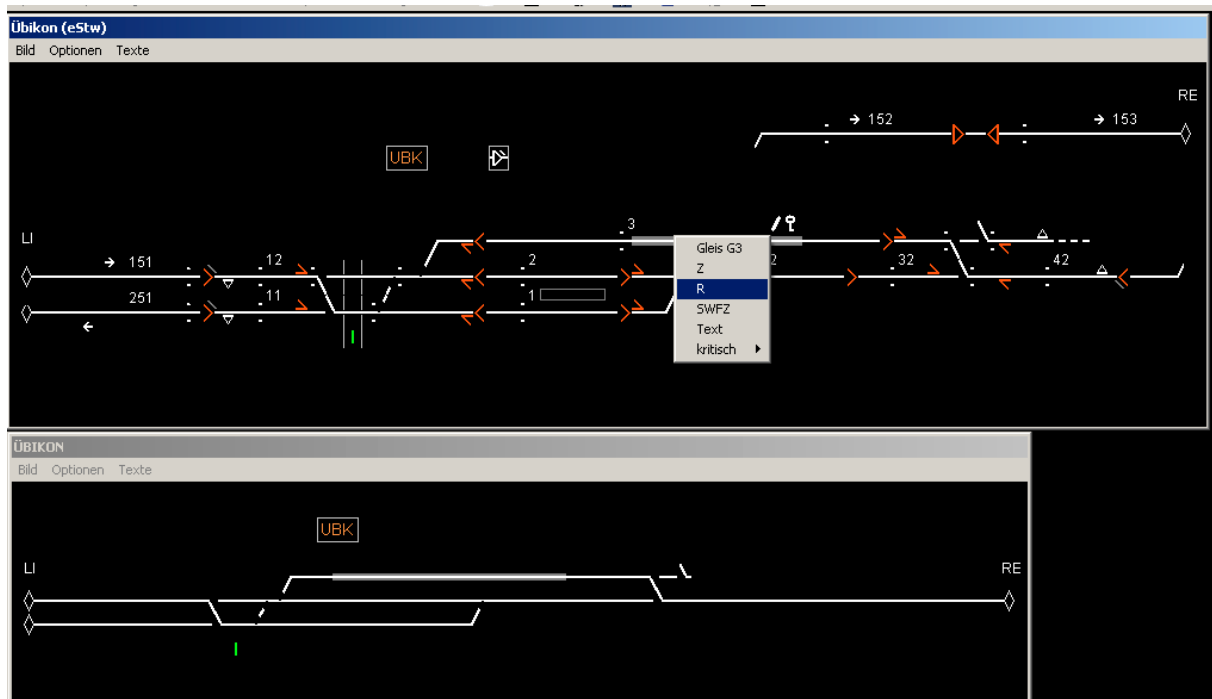 Übikon (eStw)
Bild Optionen Texte
RE
→ 152 → 153
UBK
3
LI
→ 151 12 2 2 32 42
251 11 1
←
Gleis G3
Z
R
SWFZ
Text
kritisch
ÜBIKON
Bild Optionen Texte
UBK
LI RE